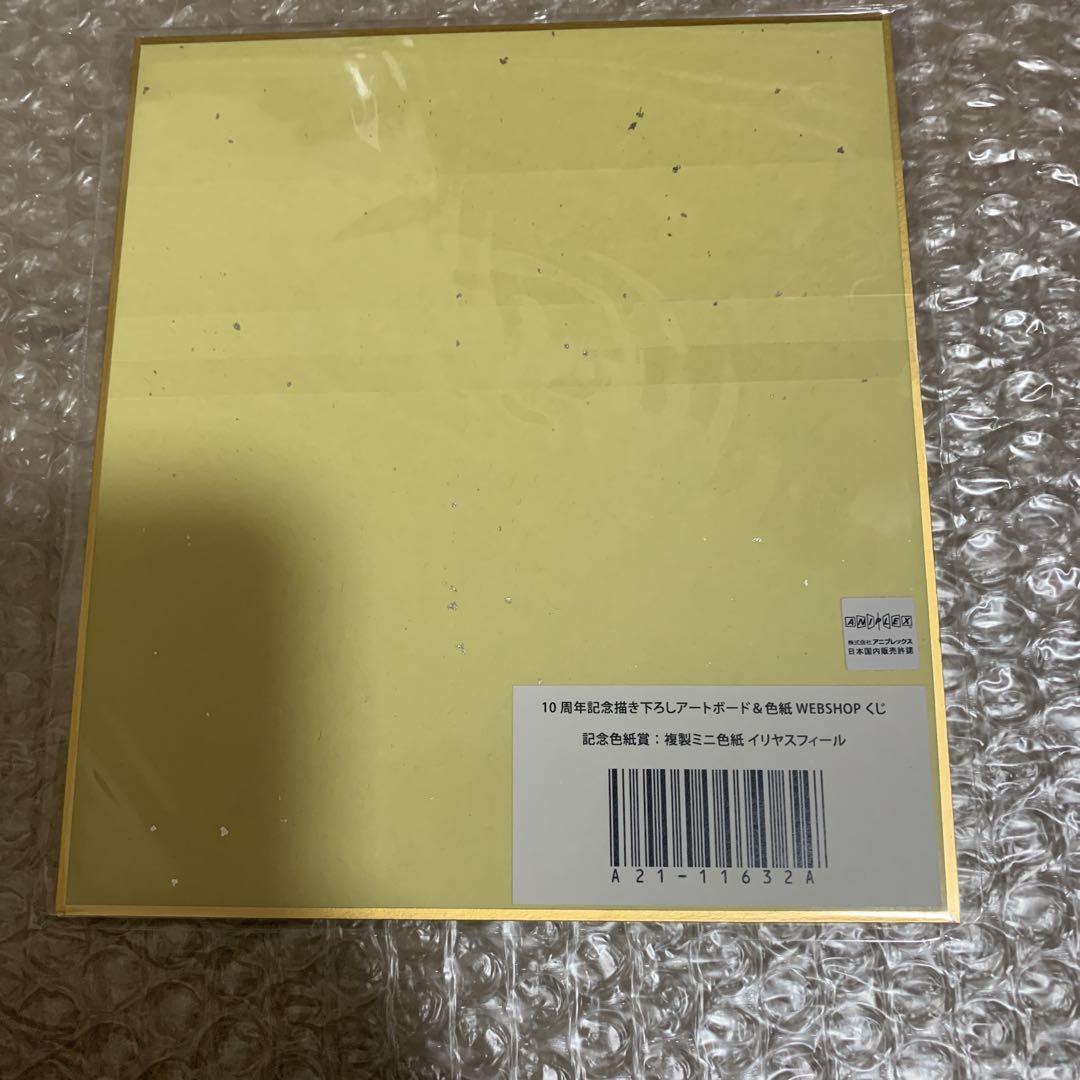 ANIPLEX
株式会社アニプレックス
日本国内販売許諾
10 周年記念描き下ろしアートボード＆色紙 WEBSHOP くじ
記念色紙賞：複製ミニ色紙 イリヤスフィール
A21-11632A